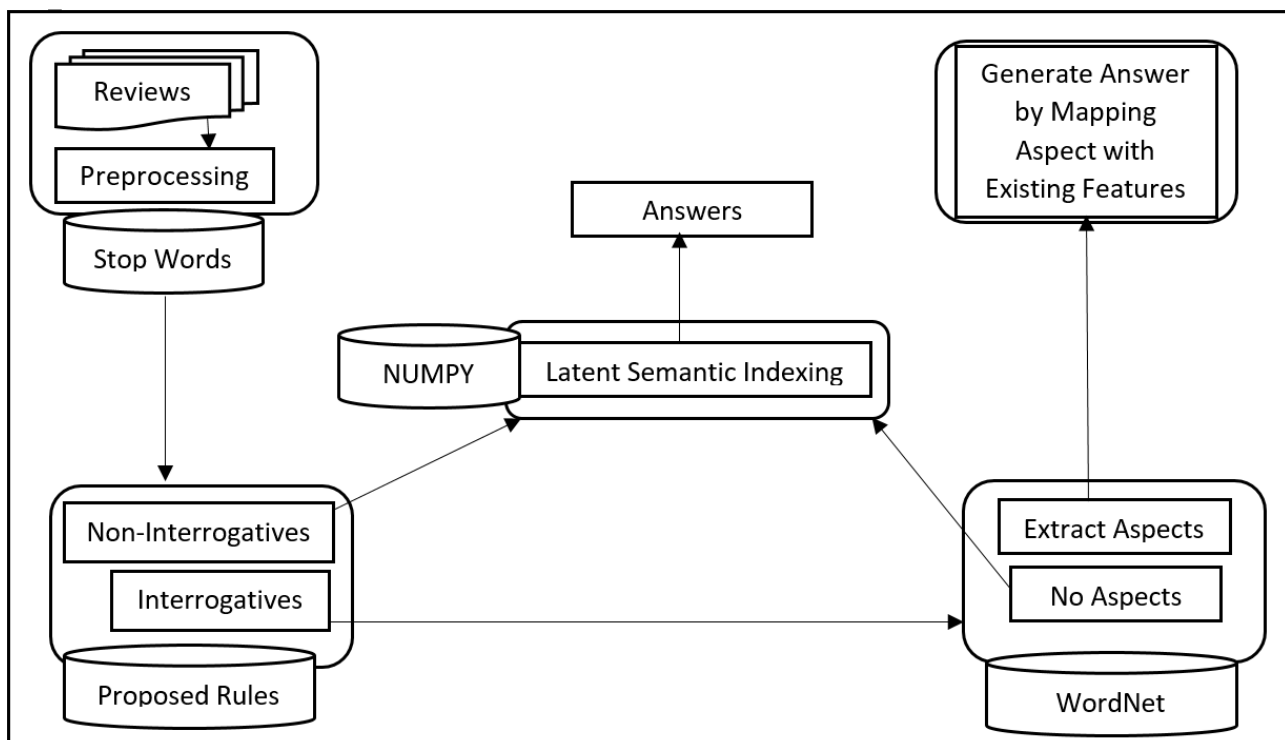 Reviews
Preprocessing
Stop Words
Generate Answer
by Mapping
Aspect with
Existing Features
Answers
NUMPY
Latent Semantic Indexing
Non-Interrogatives
Interrogatives
Proposed Rules
Extract Aspects
No Aspects
WordNet